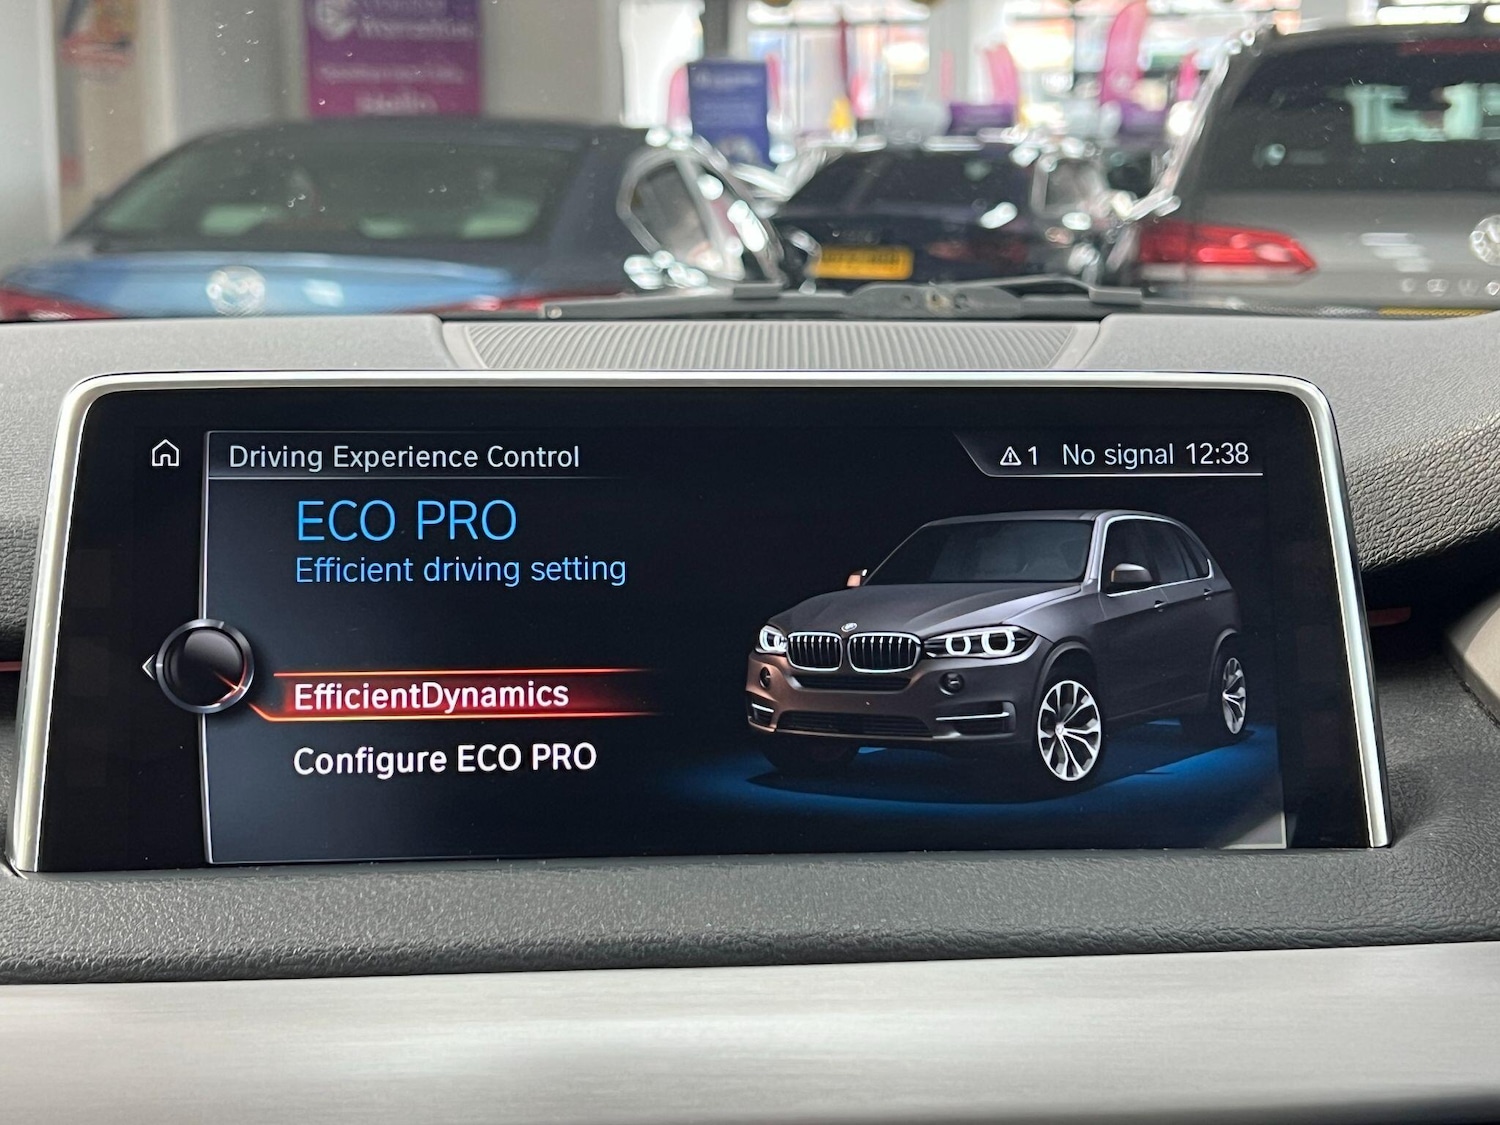 Driving Experience Control
1 No signal 12:38
ECO PRO
Efficient driving setting
EfficientDynamics
Configure ECO PRO